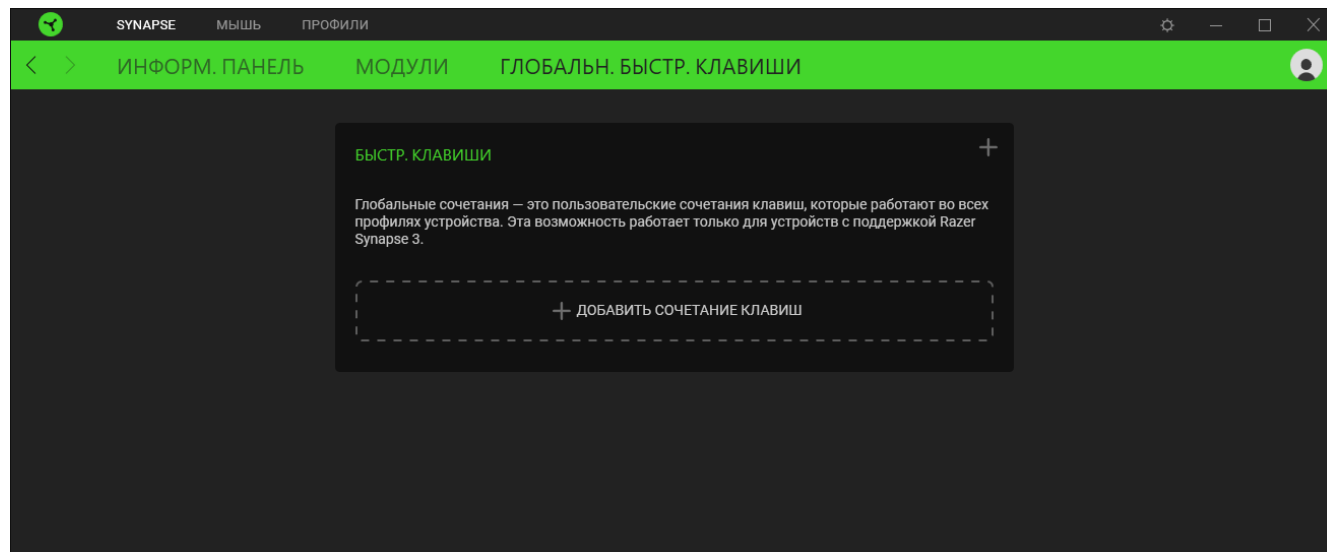 SYNAPSE МЫШЬ ПРОФИЛИ
ИНФОРМ. ПАНЕЛЬ МОДУЛИ ГЛОБАЛЬН. БЫСТР. КЛАВИШИ
БЫСТР. КЛАВИШИ
Глобальные сочетания — это пользовательские сочетания клавиш, которые работают во всех
профилях устройства. Эта возможность работает только для устройств с поддержкой Razer
Synapse 3.
ДОБАВИТЬ СОЧЕТАНИЕ КЛАВИШ